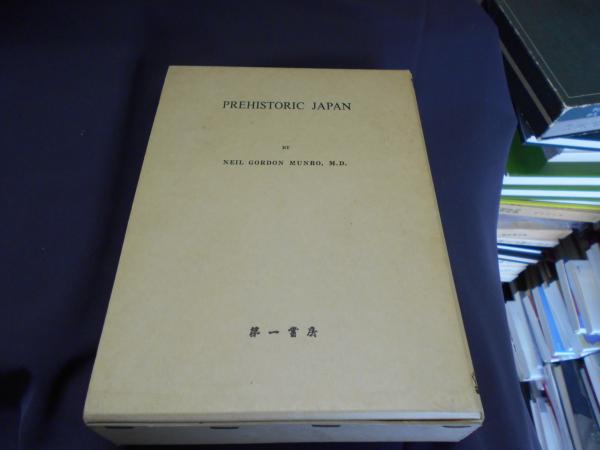 PREHISTORIC JAPAN
BY
NEIL GORDON MUNRO, M.D.
第一書房